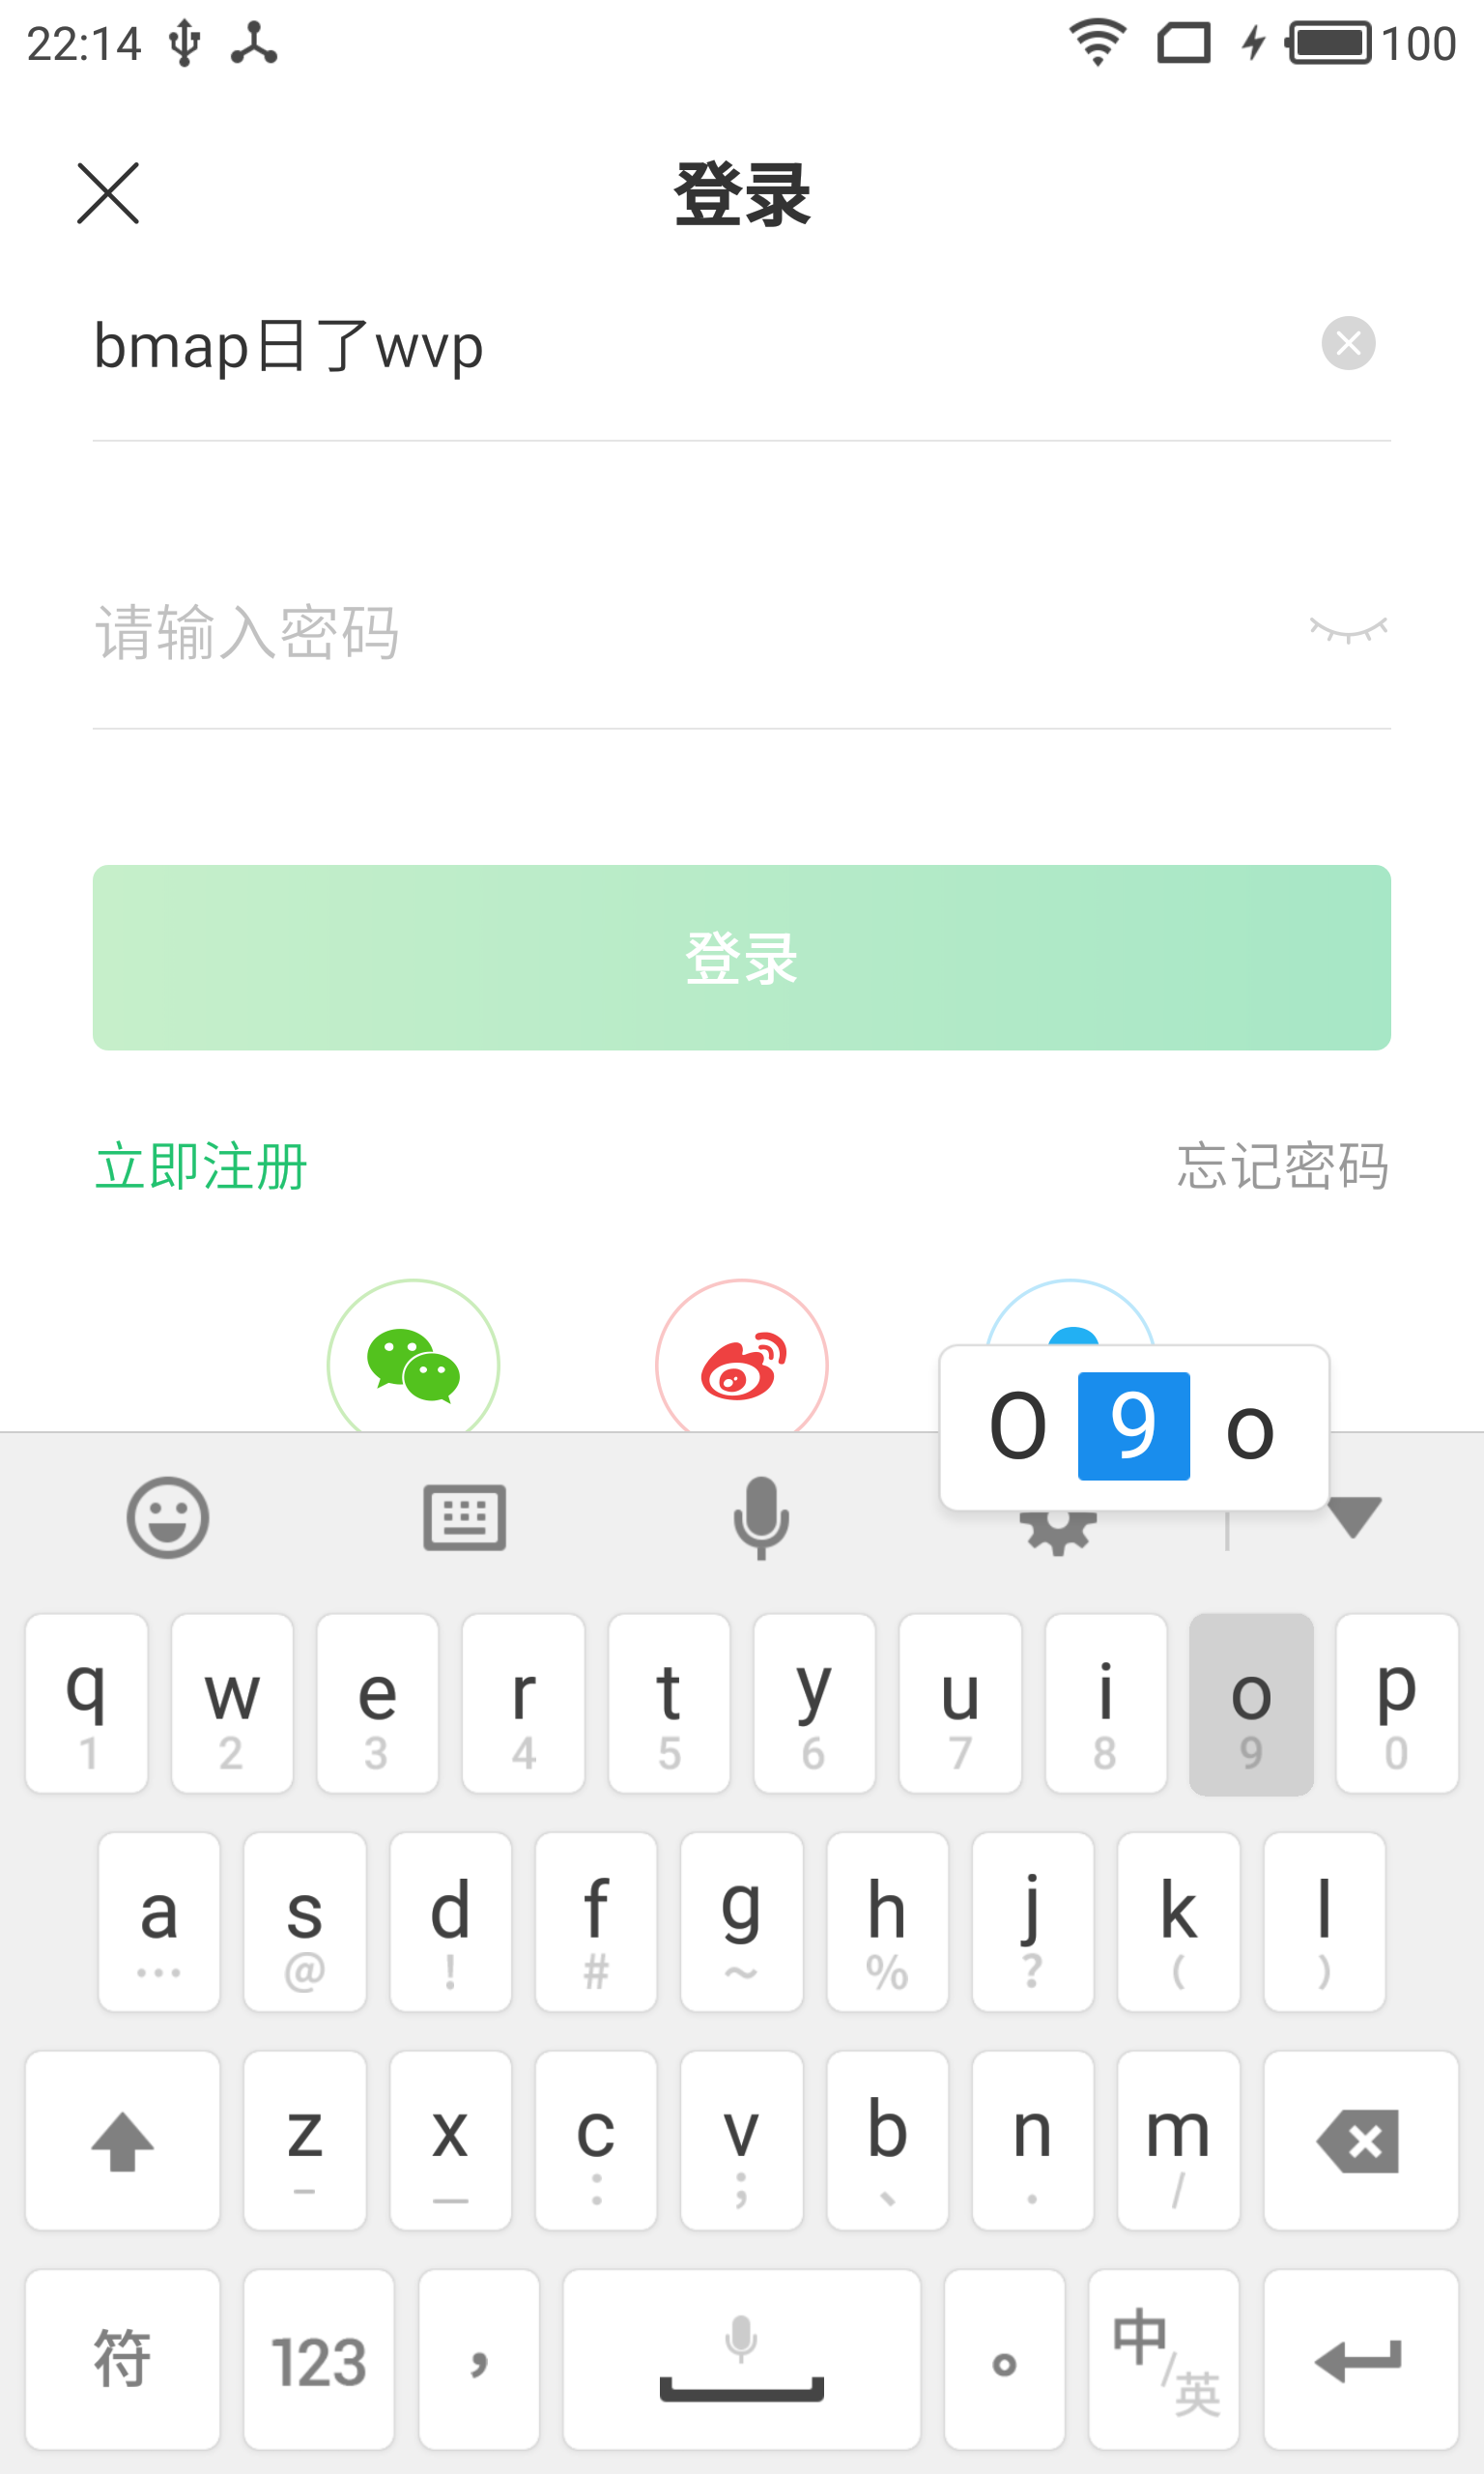 22:14 100
登录
bmap日了wvp
请输入密码
登录
立即注册 忘记密码
O 9 o
q w e r t y u i o p
1 2 3 4 5 6 7 8 9 0
a s d f g h j k l
… @ ! # ~ % ? ( )
z x c v b n m
– — : ; 、 . /
符 123 , 。 中/英